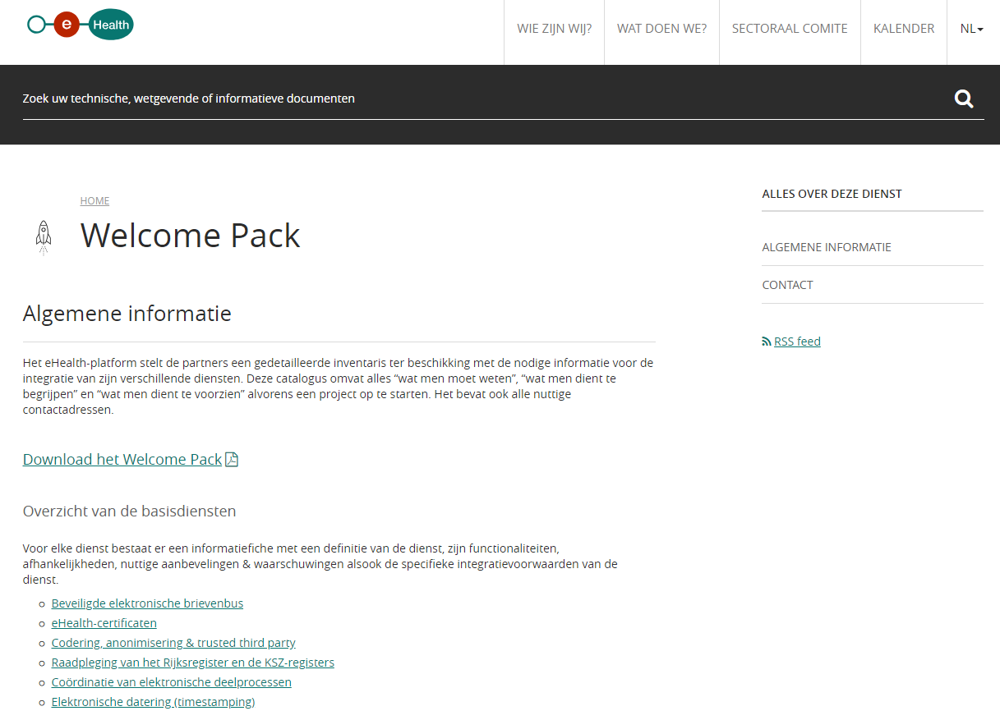 e Health
WIE ZIJN WIJ? WAT DOEN WE? SECTORAAL COMITE KALENDER NL
Zoek uw technische, wetgevende of informatieve documenten
HOME
Welcome Pack
Algemene informatie
Het eHealth-platform stelt de partners een gedetailleerde inventaris ter beschikking met de nodige informatie voor de
integratie van zijn verschillende diensten. Deze catalogus omvat alles “wat men moet weten”, “wat men dient te
begrijpen” en “wat men dient te voorzien” alvorens een project op te starten. Het bevat ook alle nuttige
contactadressen.
Download het Welcome Pack
Overzicht van de basisdiensten
Voor elke dienst bestaat er een informatiefiche met een definitie van de dienst, zijn functionaliteiten,
afhankelijkheden, nuttige aanbevelingen & waarschuwingen alsook de specifieke integratievoorwaarden van de
dienst.
Beveiligde elektronische brievenbus
eHealth-certificaten
Codering, anonimisering & trusted third party
Raadpleging van het Rijksregister en de KSZ-registers
Coördinatie van elektronische deelprocessen
Elektronische datering (timestamping)
ALLES OVER DEZE DIENST
ALGEMENE INFORMATIE
CONTACT
RSS feed